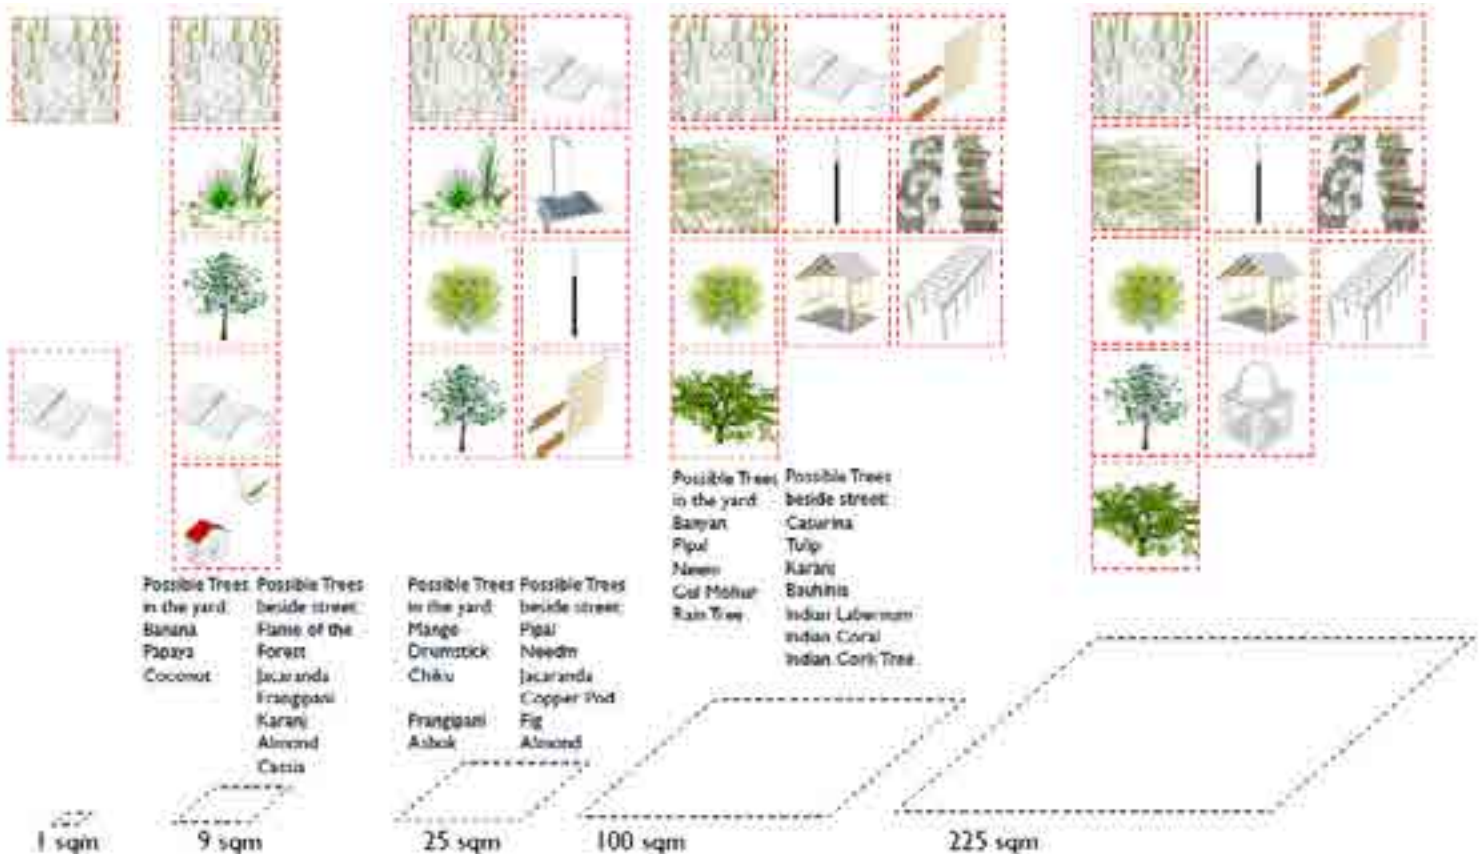 Possible Trees
in the yard
Banana
Papaya
Coconut
Possible Trees
beside street:
Flame of the
Forest
Jacaranda
Frangipani
Karanj
Almond
Cassia
Possible Trees
in the yard
Mango
Drumstick
Chiku
Frangipani
Ashok
Possible Trees
beside street:
Pipal
Needm
Jacaranda
Copper Pod
Fig
Almond
Possible Trees
in the yard
Banyan
Pipal
Neem
Gul Mohur
Rain Tree
Possible Trees
beside street:
Casurina
Tulip
Karanj
Bauhinia
Indian Labernum
Indian Coral
Indian Cork Tree
1 sqm
9 sqm
25 sqm
100 sqm
225 sqm